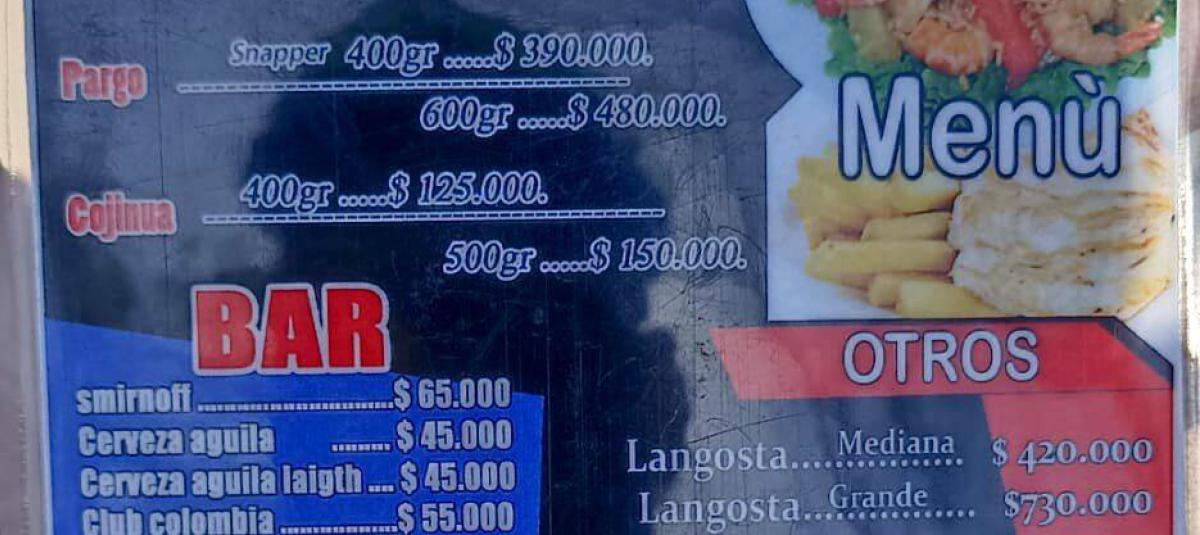 Pargo Snapper 400gr .....$ 390.000.
600gr .....$ 480.000.
Cojinua 400gr .....$ 125.000.
500gr .....$ 150.000.
Menù
BAR
smirnoff ..........................$ 65.000
Cerveza aguila ........ $ 45.000
Cerveza aguila laigth .... $ 45.000
Club colombia ...............$ 55.000
OTROS
Langosta.. Mediana $ 420.000
Langosta.. Grande $730.000